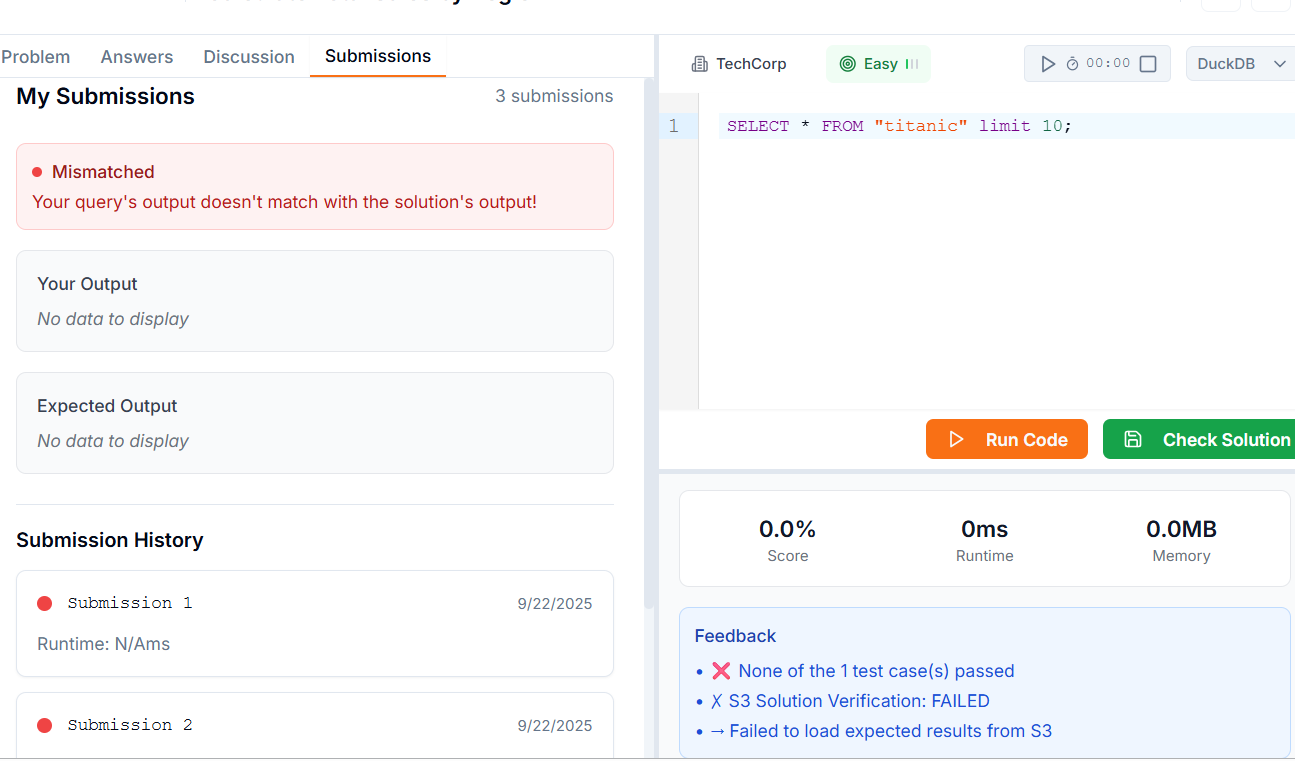 Problem Answers Discussion Submissions
My Submissions 3 submissions
Mismatched
Your query's output doesn't match with the solution's output!
Your Output
No data to display
Expected Output
No data to display
Submission History
Submission 1 9/22/2025
Runtime: N/Ams
Submission 2 9/22/2025
TechCorp Easy 00:00 DuckDB
1 SELECT * FROM "titanic" limit 10;
Run Code Check Solution
0.0% 0ms 0.0MB
Score Runtime Memory
Feedback
• ❌ None of the 1 test case(s) passed
• ✗ S3 Solution Verification: FAILED
• → Failed to load expected results from S3